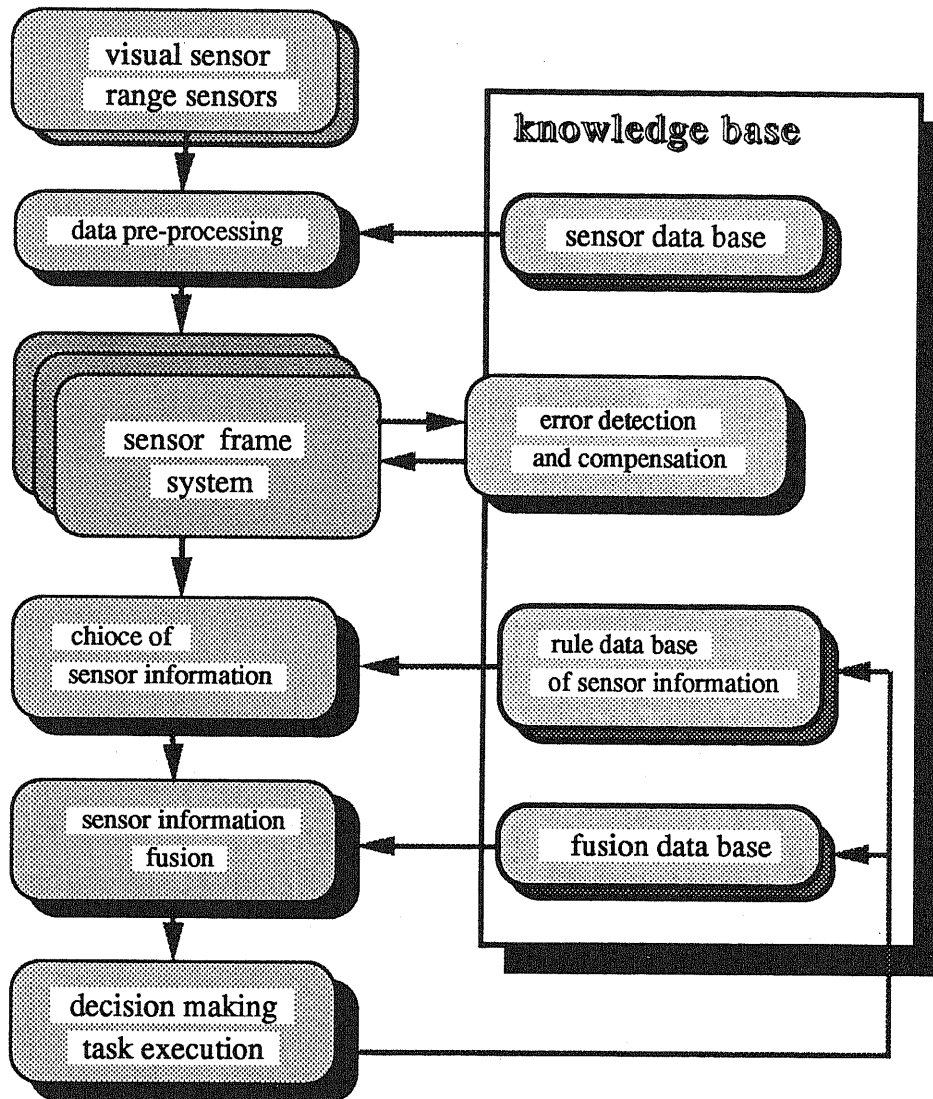 visual sensor
range sensors
knowledge base
data pre-processing
sensor data base
sensor frame
system
error detection
and compensation
chioce of
sensor information
rule data base
of sensor information
sensor information
fusion
fusion data base
decision making
task execution